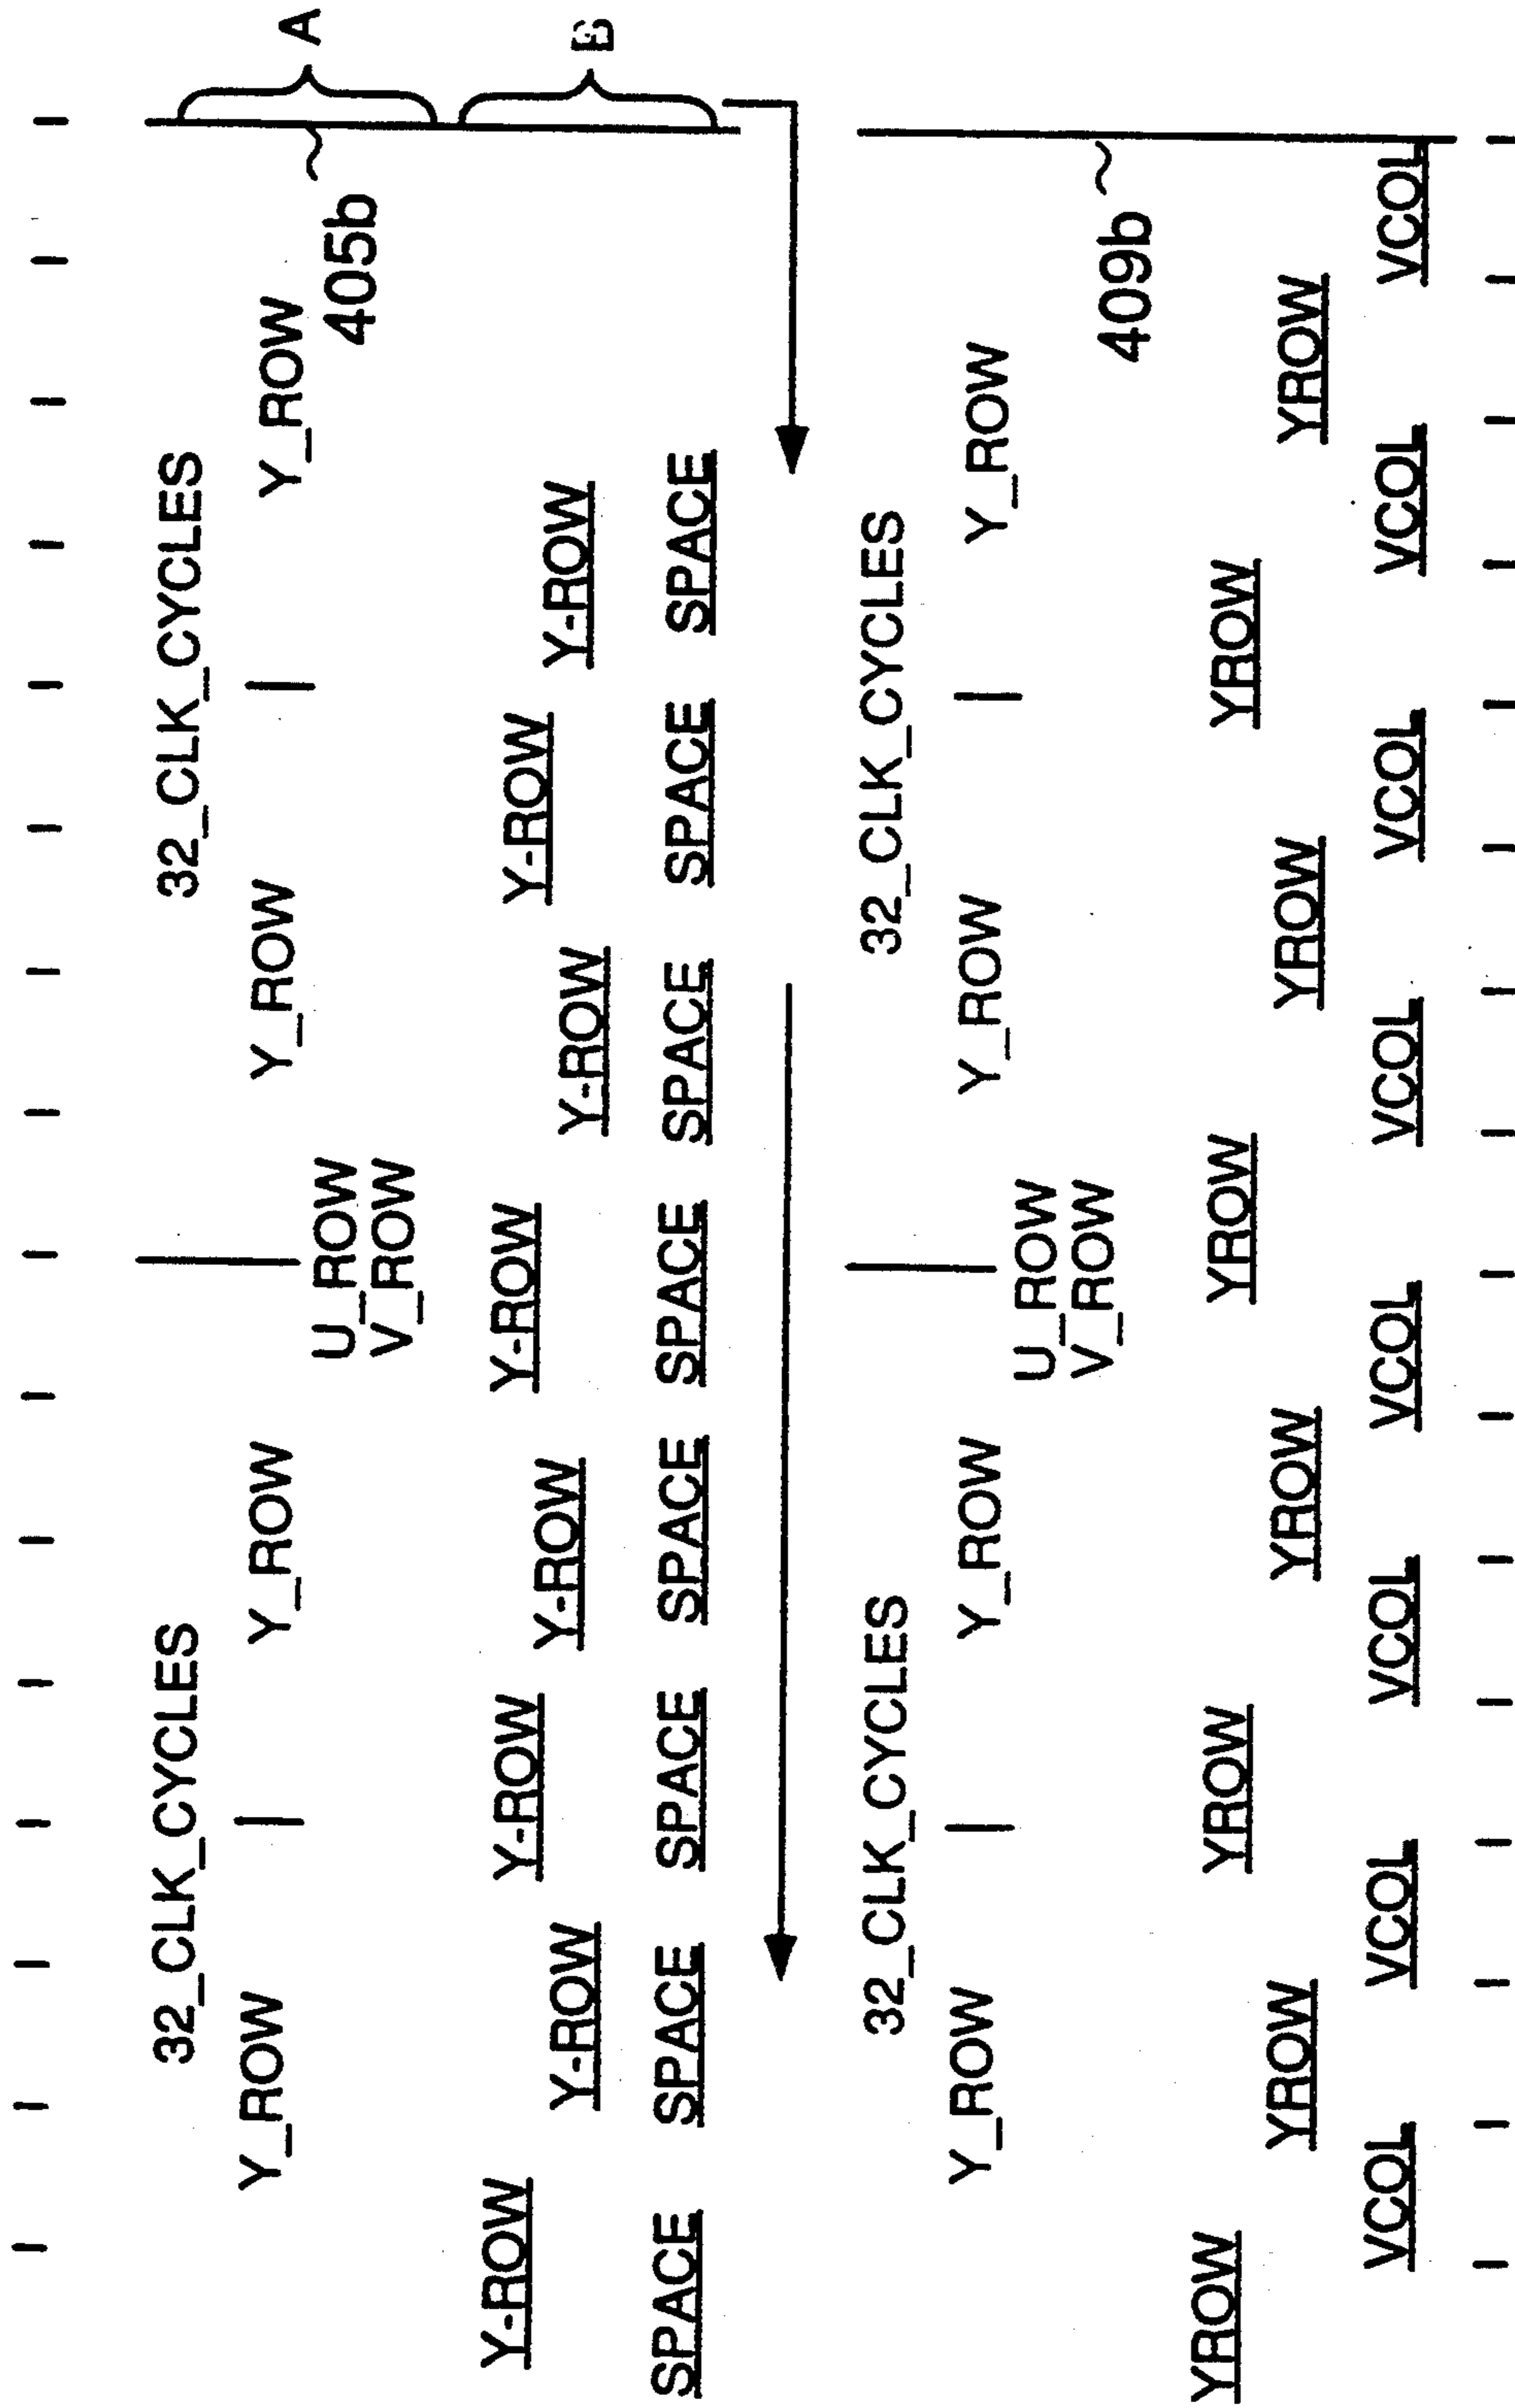 32_CLK_CYCLES 32_CLK_CYCLES
Y_ROW Y_ROW Y_ROW Y_ROW A
U_ROW 405b
V_ROW
Y-ROW Y-ROW Y-ROW Y-ROW
Y-ROW Y-ROW Y-ROW Y-ROW B
SPACE SPACE SPACE SPACE SPACE SPACE SPACE SPACE
32_CLK_CYCLES 32_CLK_CYCLES
Y_ROW Y_ROW Y_ROW Y_ROW
U_ROW
V_ROW 409b
YROW YROW YROW YROW
YROW YROW YROW YROW
VCOL VCOL VCOL VCOL VCOL VCOL VCOL VCOL